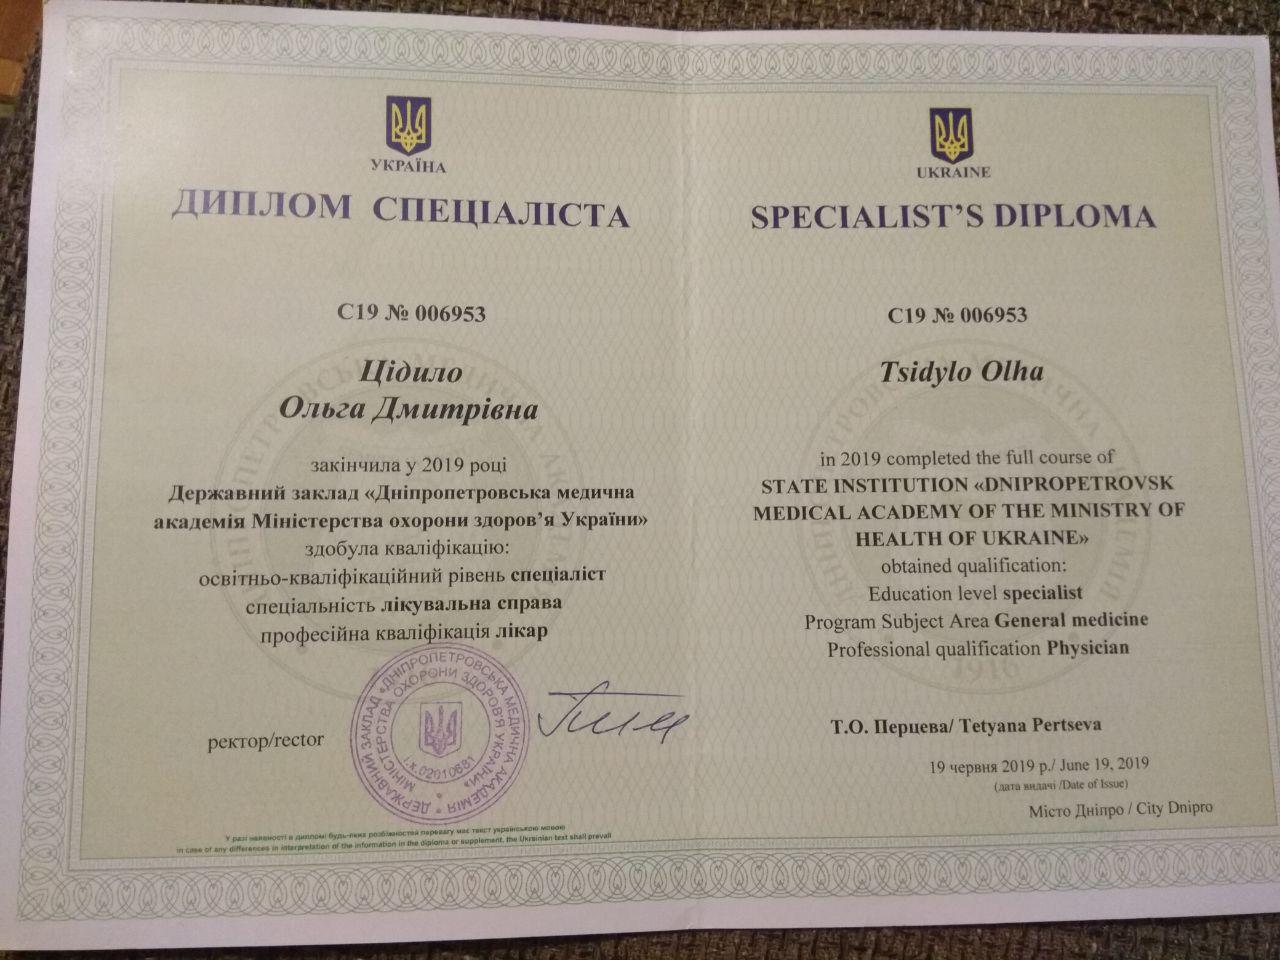 УКРАЇНА
ДИПЛОМ СПЕЦІАЛІСТА
С19 № 006953
Цідило
Ольга Дмитрівна
закінчила у 2019 році
Державний заклад «Дніпропетровська медична
академія Міністерства охорони здоров’я України»
здобула кваліфікацію:
освітньо-кваліфікаційний рівень спеціаліст
спеціальність лікувальна справа
професійна кваліфікація лікар
ректор/rector
ДЕРЖАВНИЙ ЗАКЛАД «ДНІПРОПЕТРОВСЬКА МЕДИЧНА АКАДЕМІЯ
МІНІСТЕРСТВА ОХОРОНИ ЗДОРОВ'Я УКРАЇНИ»
і.к.02010681
У разі наявності в дипломі будь-яких розбіжностей перевагу має текст українською мовою
in case of any differences in interpretation of the information in the diploma or supplement, the Ukrainian text shall prevail
UKRAINE
SPECIALIST’S DIPLOMA
C19 № 006953
Tsidylo Olha
in 2019 completed the full course of
STATE INSTITUTION «DNIPROPETROVSK
MEDICAL ACADEMY OF THE MINISTRY OF
HEALTH OF UKRAINE»
obtained qualification:
Education level specialist
Program Subject Area General medicine
Professional qualification Physician
1916
Т.О. Перцева/ Tetyana Pertseva
19 червня 2019 р./ June 19, 2019
(дата видачі /Date of Issue)
Місто Дніпро / City Dnipro